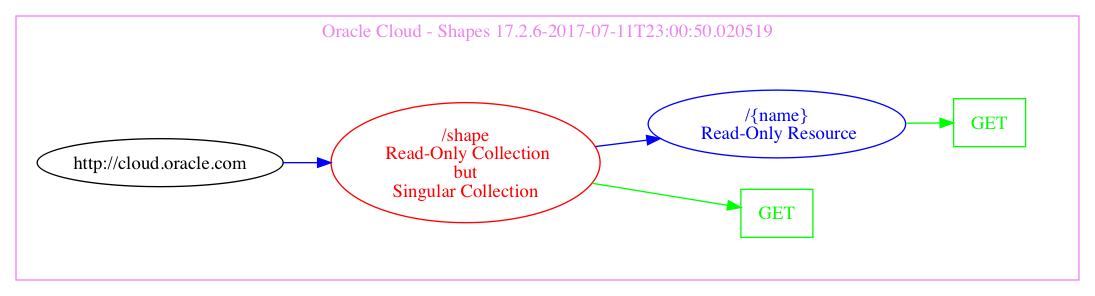 Oracle Cloud - Shapes 17.2.6-2017-07-11T23:00:50.020519
http://cloud.oracle.com
/shape
Read-Only Collection
but
Singular Collection
/{name}
Read-Only Resource
GET
GET